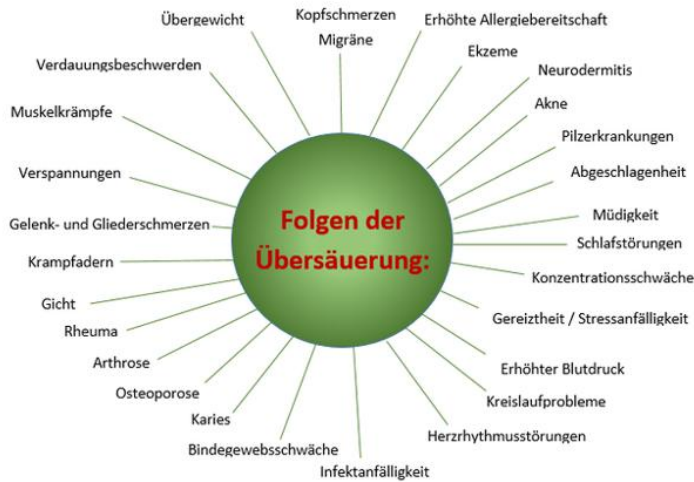 Kopfschmerzen
Migräne
Erhöhte Allergiebereitschaft
Ekzeme
Neurodermitis
Akne
Pilzerkrankungen
Abgeschlagenheit
Müdigkeit
Schlafstörungen
Konzentrationsschwäche
Gereiztheit / Stressanfälligkeit
Erhöhter Blutdruck
Kreislaufprobleme
Herzrhythmusstörungen
Infektanfälligkeit
Bindegewebsschwäche
Karies
Osteoporose
Arthrose
Rheuma
Gicht
Krampfadern
Gelenk- und Gliederschmerzen
Verspannungen
Muskelkrämpfe
Verdauungsbeschwerden
Übergewicht
Folgen der
Übersäuerung: